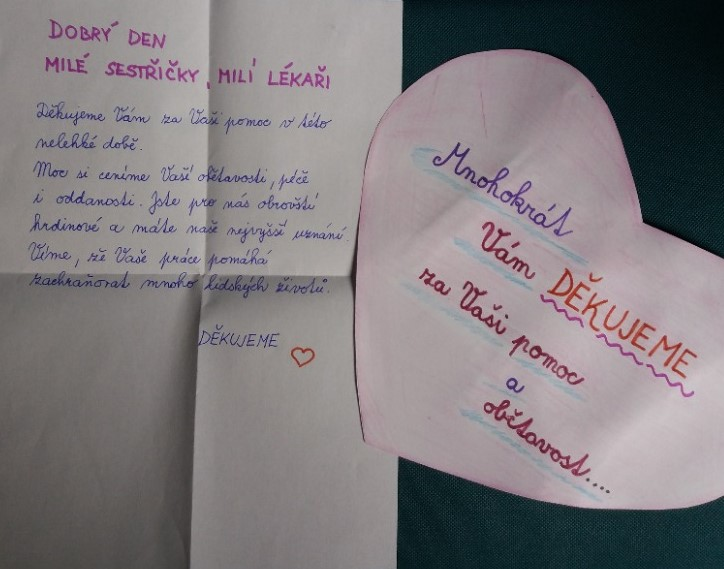 DOBRÝ DEN
MILÉ SESTŘIČKY, MILÍ LÉKAŘI
Děkujeme Vám za Vaši pomoc v této
nelehké době.
Moc si ceníme Vaší obětavosti, péče
i oddanosti. Jste pro nás obrovští
hrdinové a máte naše nejvyšší uznání.
Víme, že Vaše práce pomáhá
zachraňovat mnoho lidských životů.
DĚKUJEME
Mnohokrát
Vám DĚKUJEME
za Vaši pomoc
a
obětavost....